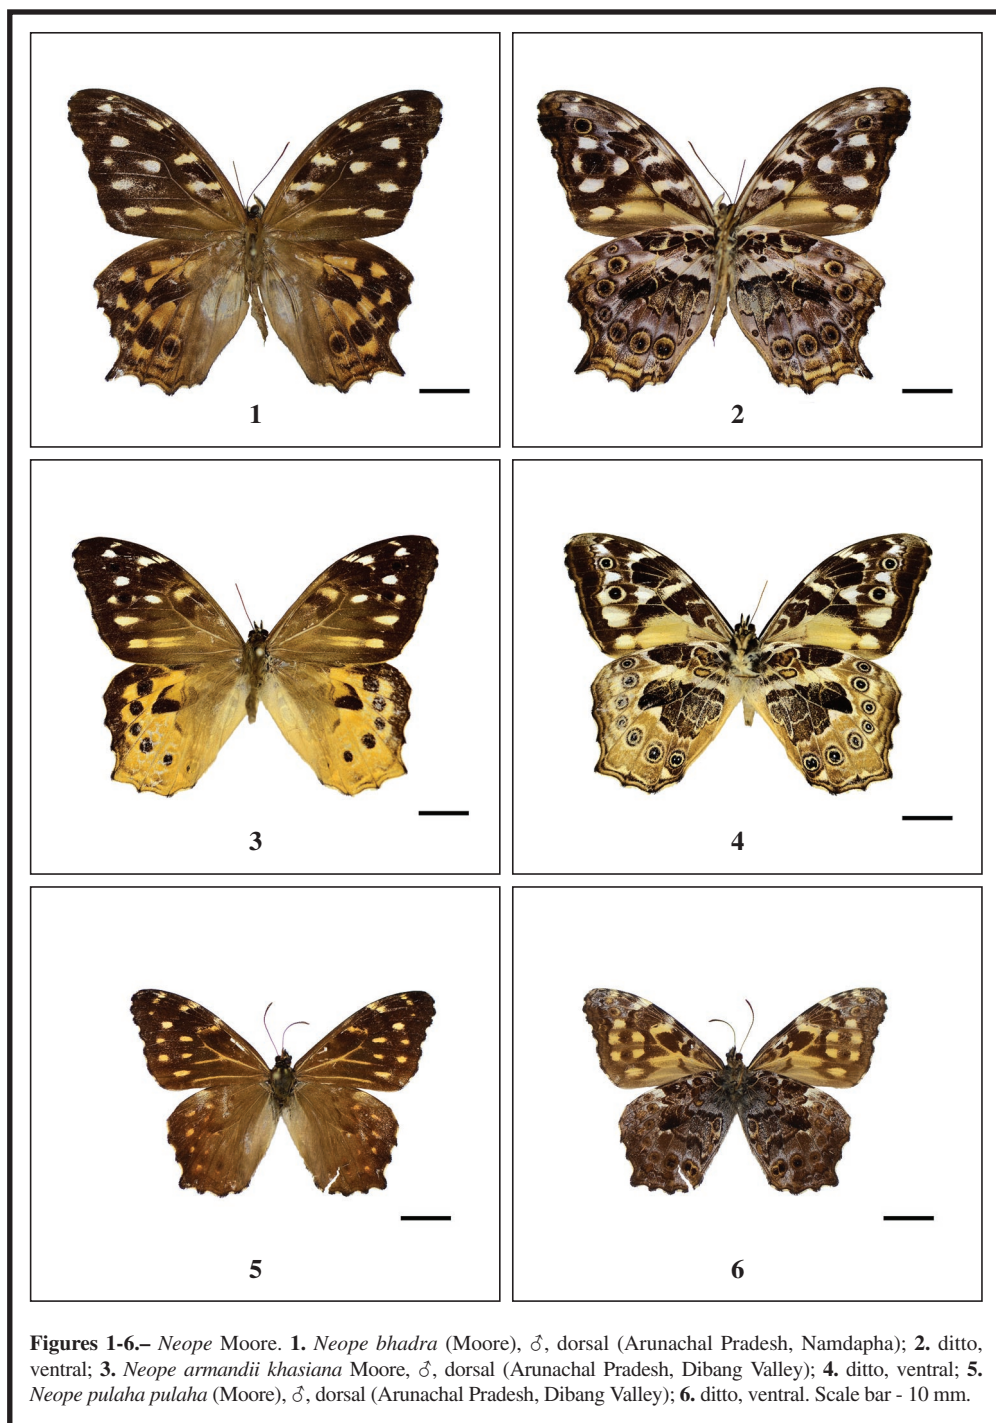 1
2
3
4
5
6
Figures 1-6.– Neope Moore. 1. Neope bhadra (Moore), ♂, dorsal (Arunachal Pradesh, Namdapha); 2. ditto,
ventral; 3. Neope armandii khasiana Moore, ♂, dorsal (Arunachal Pradesh, Dibang Valley); 4. ditto, ventral; 5.
Neope pulaha pulaha (Moore), ♂, dorsal (Arunachal Pradesh, Dibang Valley); 6. ditto, ventral. Scale bar - 10 mm.